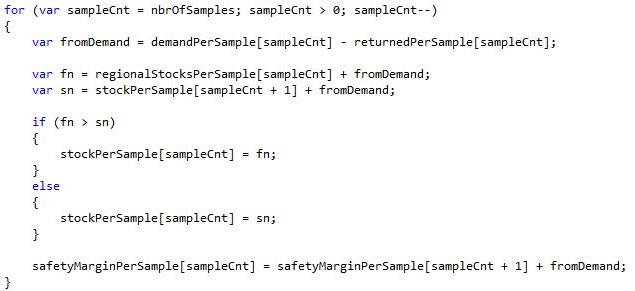 for (var sampleCnt = nbrOfSamples; sampleCnt > 0; sampleCnt--)
{
    var fromDemand = demandPerSample[sampleCnt] - returnedPerSample[sampleCnt];

    var fn = regionalStocksPerSample[sampleCnt] + fromDemand;
    var sn = stockPerSample[sampleCnt + 1] + fromDemand;

    if (fn > sn)
    {
        stockPerSample[sampleCnt] = fn;
    }
    else
    {
        stockPerSample[sampleCnt] = sn;
    }

    safetyMarginPerSample[sampleCnt] = safetyMarginPerSample[sampleCnt + 1] + fromDemand;
}